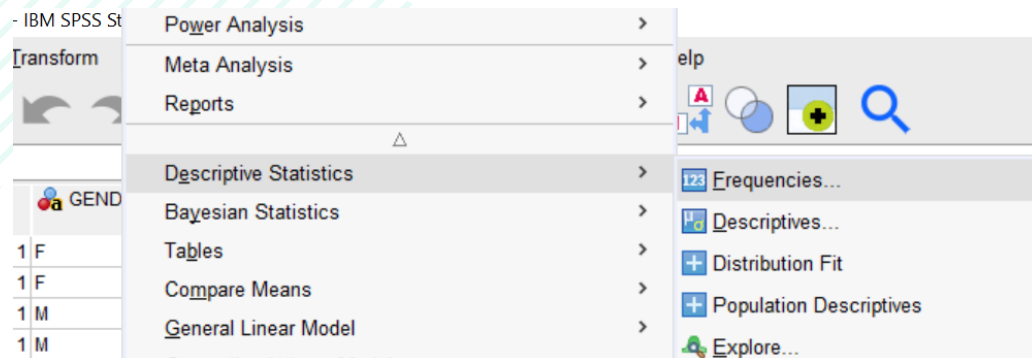 - IBM SPSS St
Transform
elp
Power Analysis
Meta Analysis
Reports
Descriptive Statistics
Bayesian Statistics
Tables
Compare Means
General Linear Model
123 Frequencies...
Descriptives...
Distribution Fit
Population Descriptives
Explore...
A
a GEND
1 F
1 F
1 M
1 M